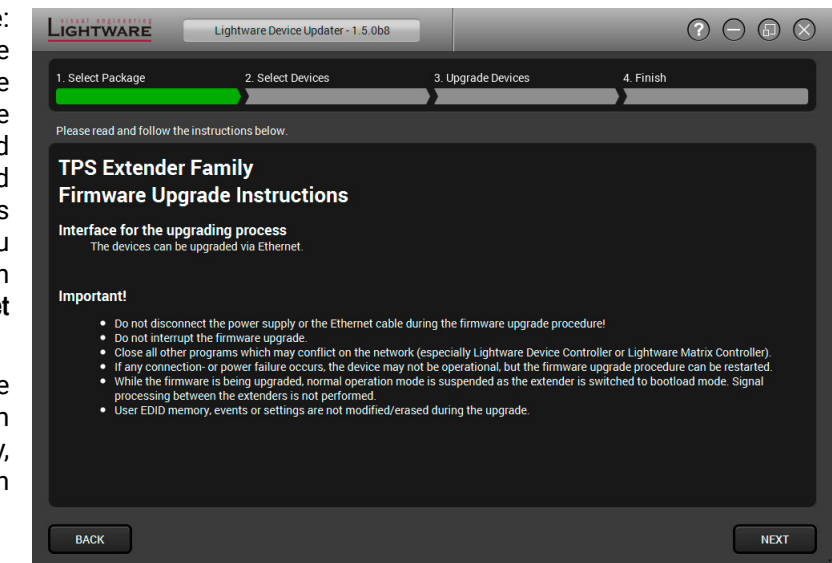 visual engineering
LIGHTWARE
Lightware Device Updater - 1.5.0b8
?
1. Select Package
2. Select Devices
3. Upgrade Devices
4. Finish
Please read and follow the instructions below.
TPS Extender Family
Firmware Upgrade Instructions
Interface for the upgrading process
The devices can be upgraded via Ethernet.
Important!
• Do not disconnect the power supply or the Ethernet cable during the firmware upgrade procedure!
• Do not interrupt the firmware upgrade.
• Close all other programs which may conflict on the network (especially Lightware Device Controller or Lightware Matrix Controller).
• If any connection- or power failure occurs, the device may not be operational, but the firmware upgrade procedure can be restarted.
• While the firmware is being upgraded, normal operation mode is suspended as the extender is switched to bootload mode. Signal
processing between the extenders is not performed.
• User EDID memory, events or settings are not modified/erased during the upgrade.
BACK
NEXT